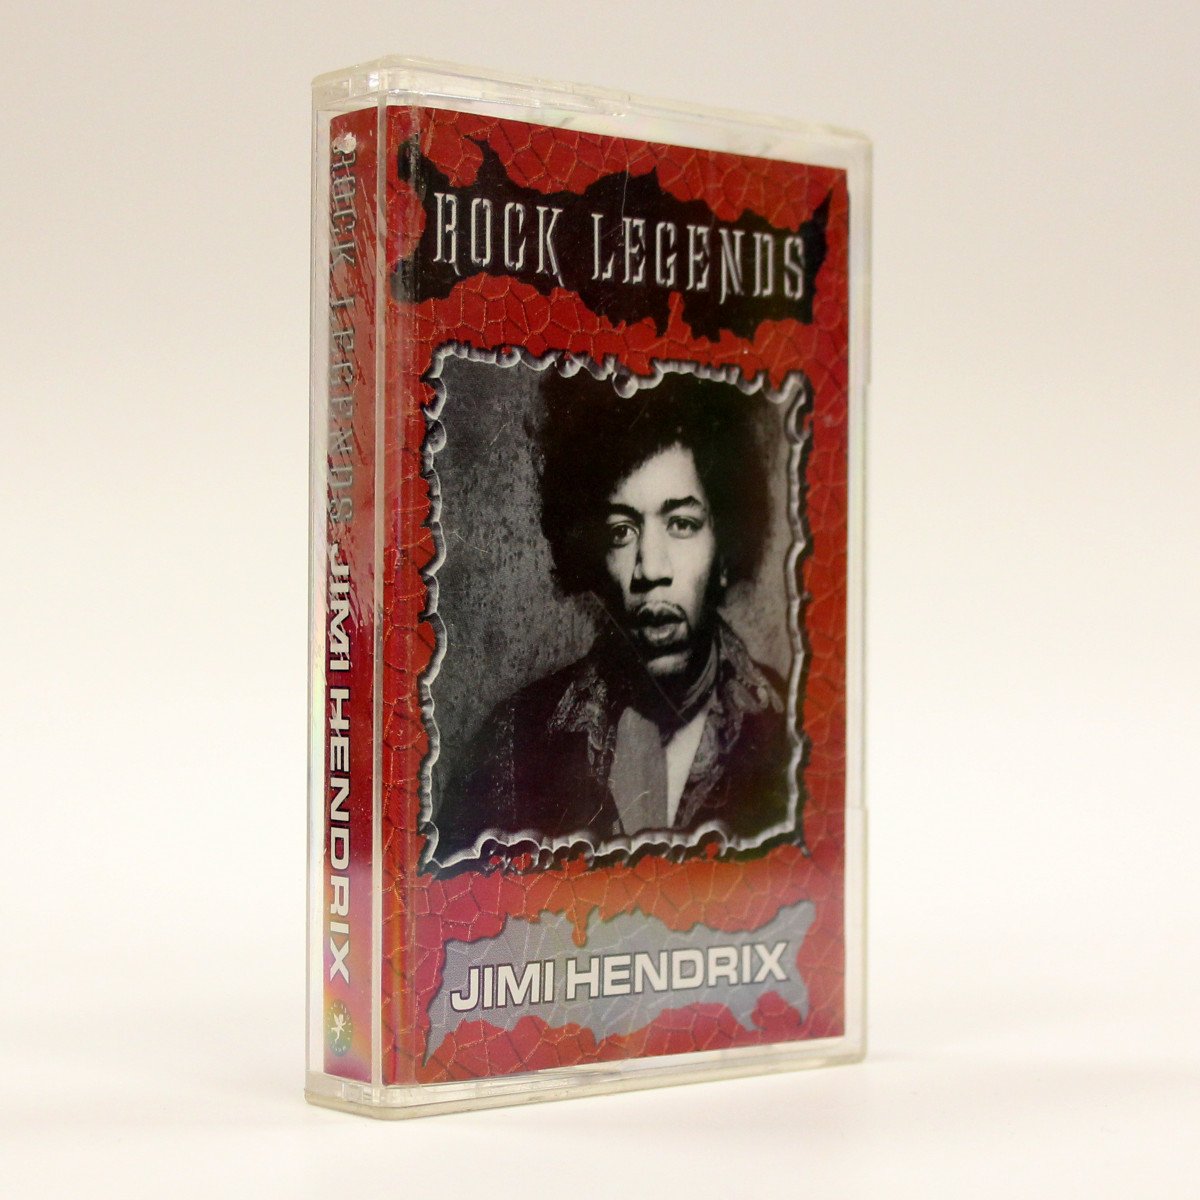 ROCK LEGENDS
JIMI HENDRIX
ROCK LEGENDS JIMI HENDRIX